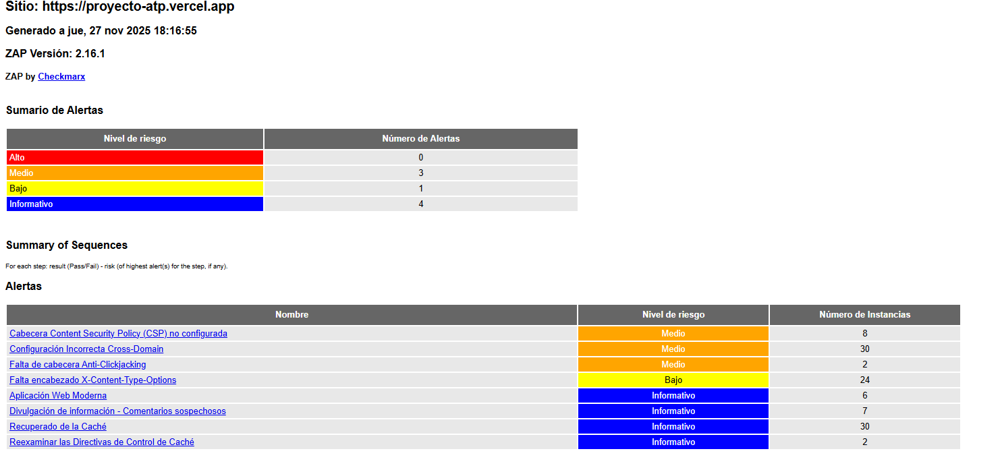 Sitio: https://proyecto-atp.vercel.app
Generado a jue, 27 nov 2025 18:16:55
ZAP Versión: 2.16.1
ZAP by Checkmarx
Sumario de Alertas
Nivel de riesgo Número de Alertas
Alto 0
Medio 3
Bajo 1
Informativo 4
Summary of Sequences
For each step: result (Pass/Fail) - risk (of highest alert(s) for the step, if any).
Alertas
Nombre Nivel de riesgo Número de Instancias
Cabecera Content Security Policy (CSP) no configurada Medio 8
Configuración Incorrecta Cross-Domain Medio 30
Falta de cabecera Anti-Clickjacking Medio 2
Falta encabezado X-Content-Type-Options Bajo 24
Aplicación Web Moderna Informativo 6
Divulgación de información - Comentarios sospechosos Informativo 7
Recuperado de la Caché Informativo 30
Reexaminar las Directivas de Control de Caché Informativo 2